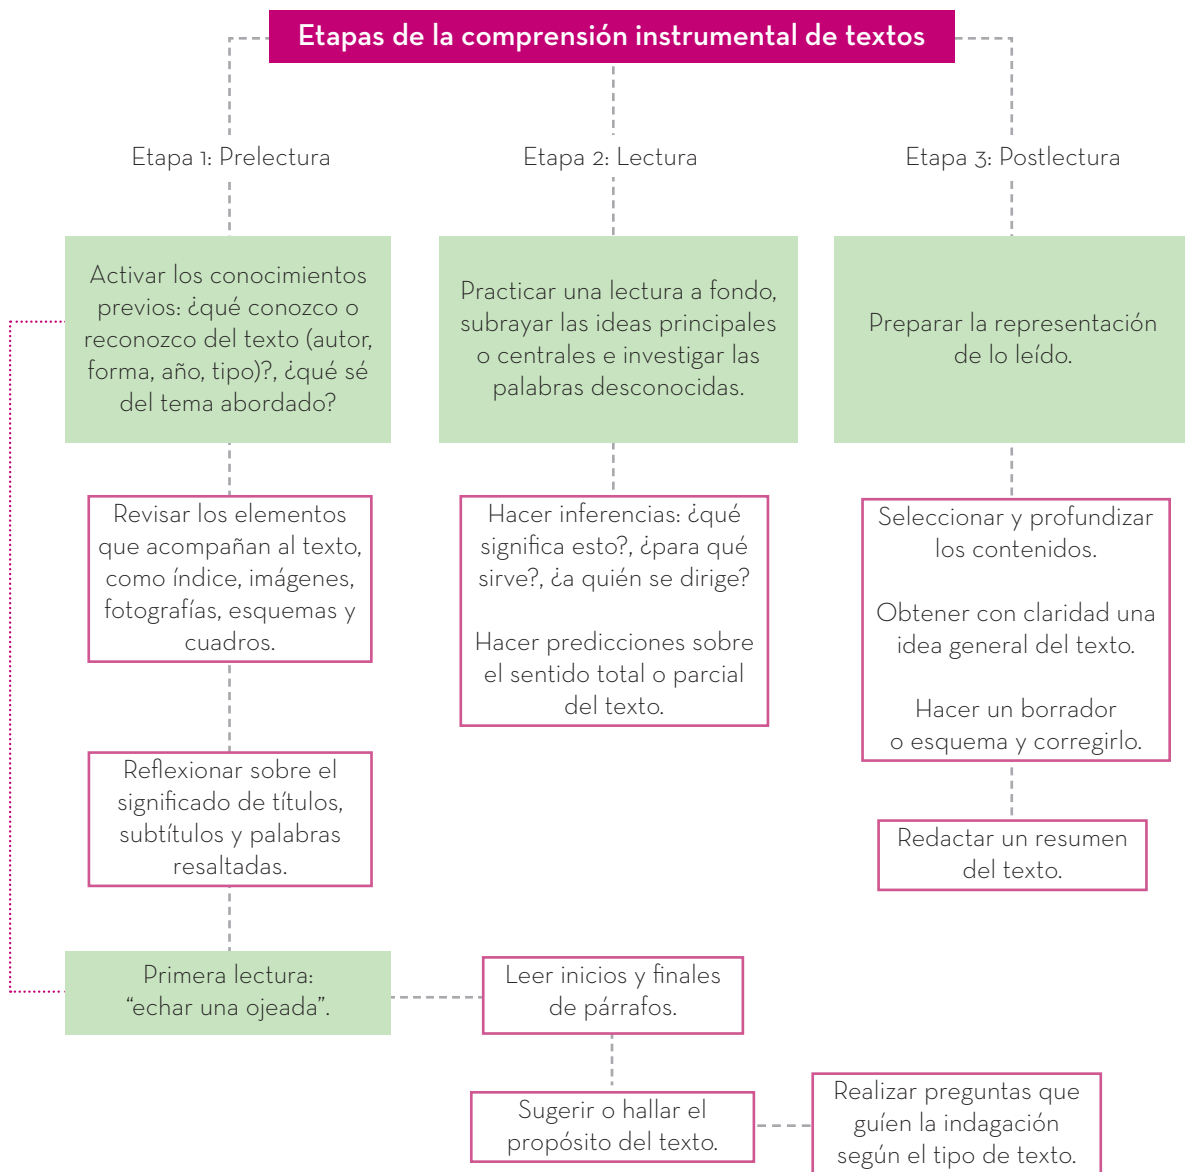 Etapas de la comprensión instrumental de textos
Etapa 1: Prelectura
Activar los conocimientos
previos: ¿qué conozco o
reconozco del texto (autor,
forma, año, tipo)?, ¿qué sé
del tema abordado?
Revisar los elementos
que acompañan al texto,
como índice, imágenes,
fotografías, esquemas y
cuadros.
Reflexionar sobre el
significado de títulos,
subtítulos y palabras
resaltadas.
Primera lectura:
“echar una ojeada”.
Leer inicios y finales
de párrafos.
Sugerir o hallar el
propósito del texto.
Realizar preguntas que
guíen la indagación
según el tipo de texto.
Etapa 2: Lectura
Practicar una lectura a fondo,
subrayar las ideas principales
o centrales e investigar las
palabras desconocidas.
Hacer inferencias: ¿qué
significa esto?, ¿para qué
sirve?, ¿a quién se dirige?
Hacer predicciones sobre
el sentido total o parcial
del texto.
Etapa 3: Postlectura
Preparar la representación
de lo leído.
Seleccionar y profundizar
los contenidos.
Obtener con claridad una
idea general del texto.
Hacer un borrador
o esquema y corregirlo.
Redactar un resumen
del texto.